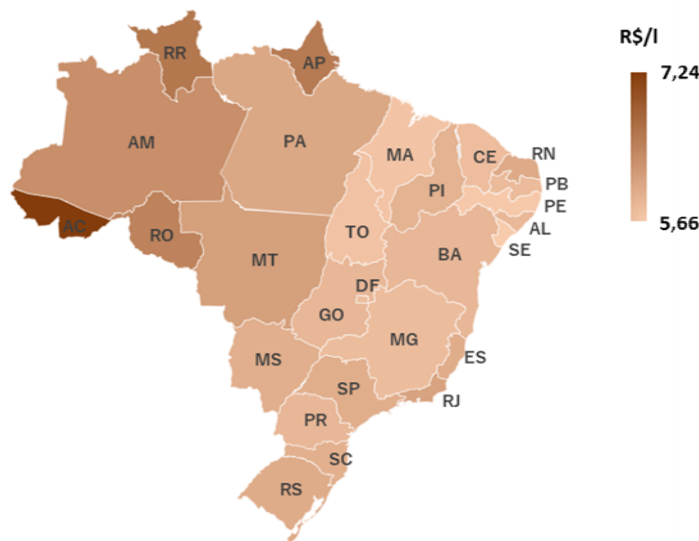 R$/l
7,24
5,66
RR
AP
AM
PA
MA
CE
RN
PB
PE
AL
SE
PI
AC
RO
TO
MT
BA
DF
GO
MG
ES
MS
SP
RJ
PR
SC
RS